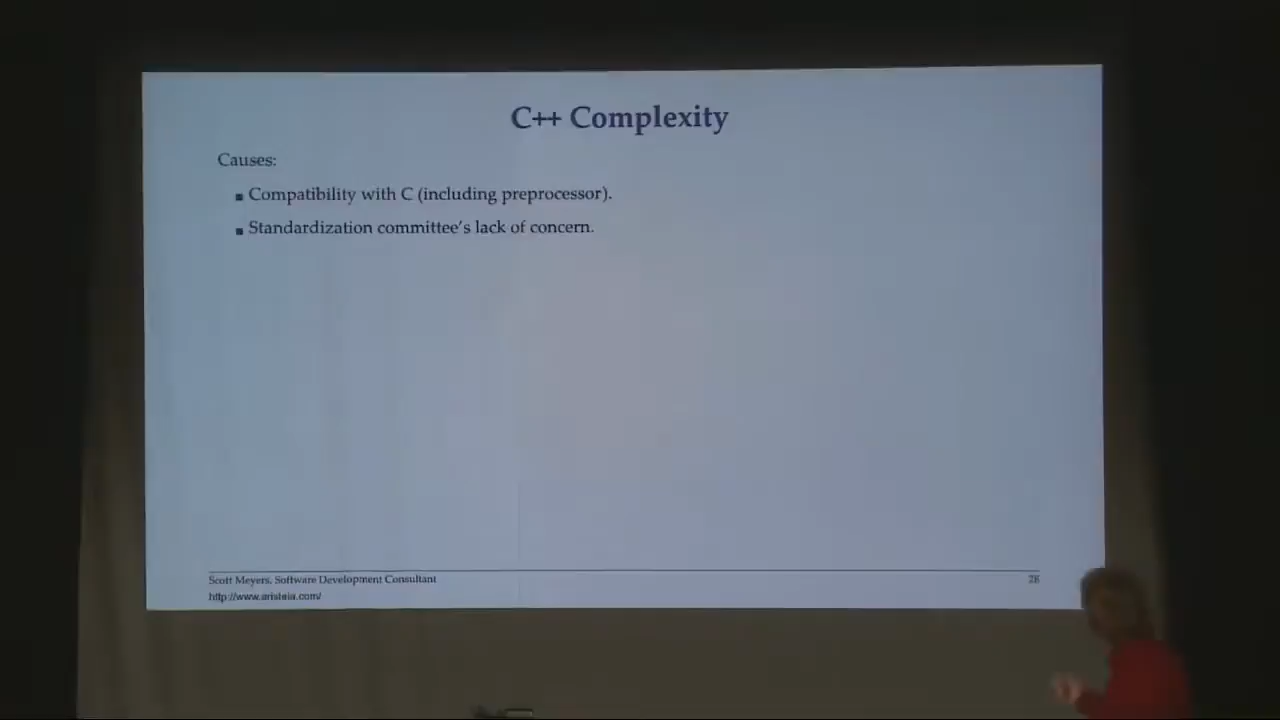 C++ Complexity
Causes:
■ Compatibility with C (including preprocessor).
■ Standardization committee's lack of concern.
Scott Meyers, Software Development Consultant
28
http://www.aristeia.com/